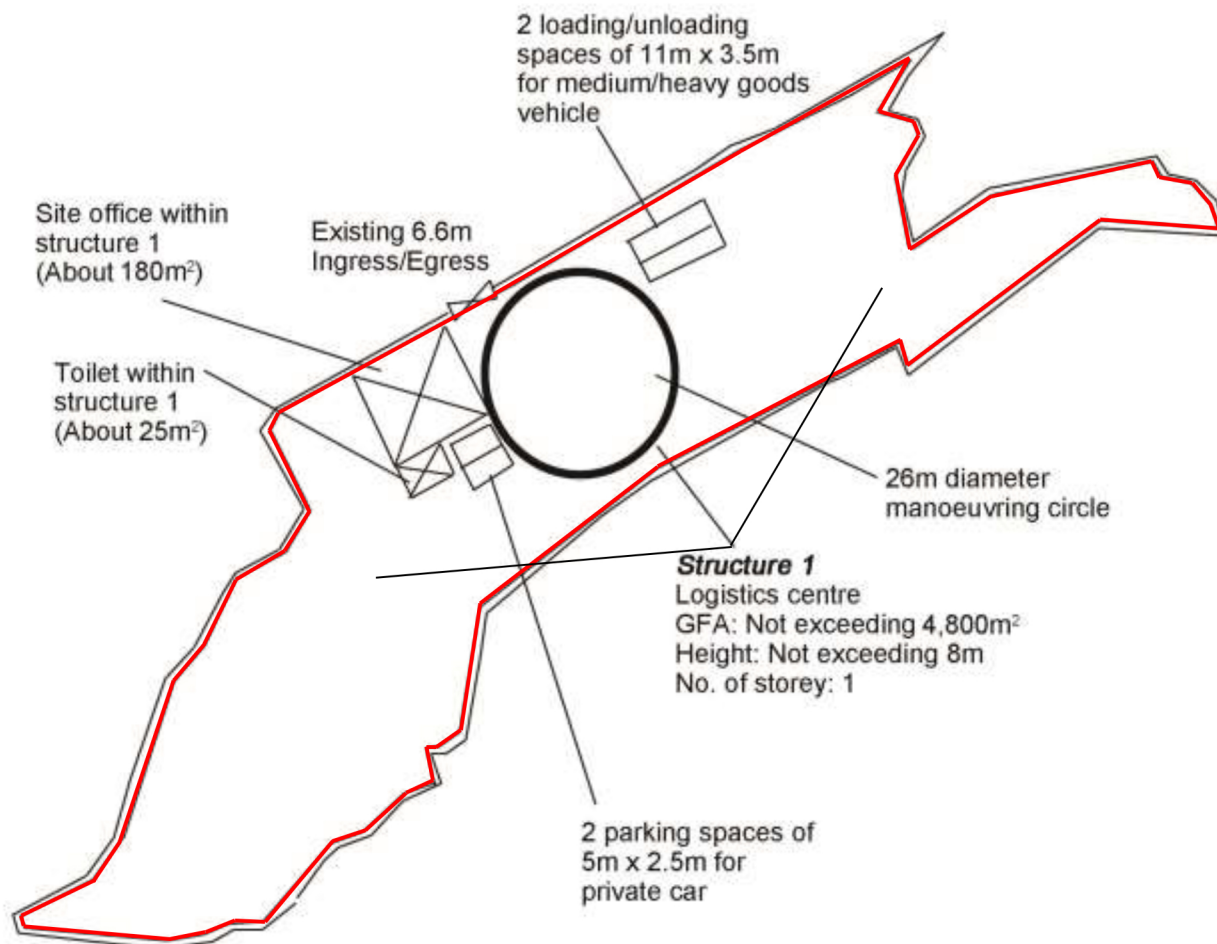 2 loading/unloading
spaces of 11m x 3.5m
for medium/heavy goods
vehicle
Site office within
structure 1
(About 180m²)
Existing 6.6m
Ingress/Egress
Toilet within
structure 1
(About 25m²)
26m diameter
manoeuvring circle
Structure 1
Logistics centre
GFA: Not exceeding 4,800m²
Height: Not exceeding 8m
No. of storey: 1
2 parking spaces of
5m x 2.5m for
private car